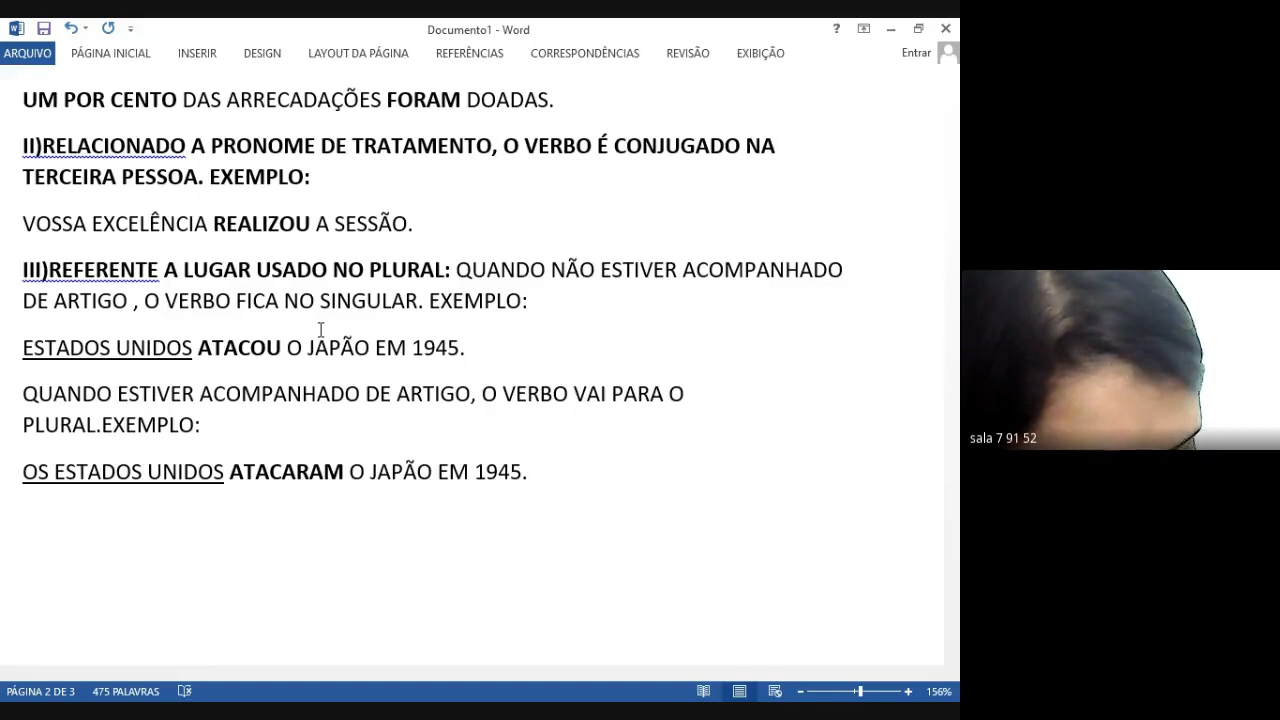 Documento1 - Word
?
ARQUIVO PÁGINA INICIAL INSERIR DESIGN LAYOUT DA PÁGINA REFERÊNCIAS CORRESPONDÊNCIAS REVISÃO EXIBIÇÃO Entrar
UM POR CENTO DAS ARRECADAÇÕES FORAM DOADAS.
II)RELACIONADO A PRONOME DE TRATAMENTO, O VERBO É CONJUGADO NA
TERCEIRA PESSOA. EXEMPLO:
VOSSA EXCELÊNCIA REALIZOU A SESSÃO.
III)REFERENTE A LUGAR USADO NO PLURAL: QUANDO NÃO ESTIVER ACOMPANHADO
DE ARTIGO , O VERBO FICA NO SINGULAR. EXEMPLO:
ESTADOS UNIDOS ATACOU O JAPÃO EM 1945.
QUANDO ESTIVER ACOMPANHADO DE ARTIGO, O VERBO VAI PARA O
PLURAL.EXEMPLO:
OS ESTADOS UNIDOS ATACARAM O JAPÃO EM 1945.
sala 7 91 52
PÁGINA 2 DE 3 475 PALAVRAS 156%